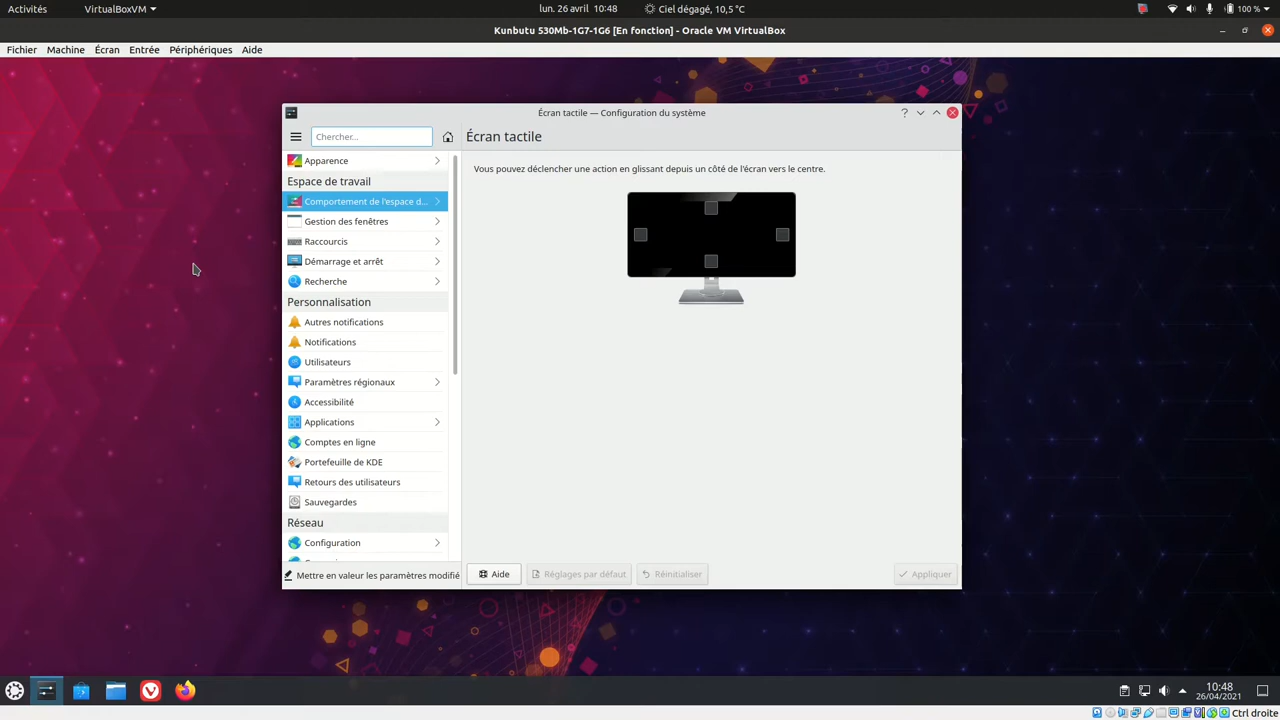 Activités
VirtualBoxVM
lun. 26 avril 10:48
Ciel dégagé, 10,5 °C
100 %
Kunbutu 530Mb-1G7-1G6 [En fonction] - Oracle VM VirtualBox
Fichier Machine Écran Entrée Périphériques Aide
Écran tactile — Configuration du système
Chercher...
Écran tactile
Apparence
Espace de travail
Comportement de l'espace d...
Gestion des fenêtres
Raccourcis
Démarrage et arrêt
Recherche
Personnalisation
Autres notifications
Notifications
Utilisateurs
Paramètres régionaux
Accessibilité
Applications
Comptes en ligne
Portefeuille de KDE
Retours des utilisateurs
Sauvegardes
Réseau
Configuration
Mettre en valeur les paramètres modifié
Vous pouvez déclencher une action en glissant depuis un côté de l'écran vers le centre.
Aide
Réglages par défaut
Réinitialiser
Appliquer
10:48
26/04/2021
Ctrl droite